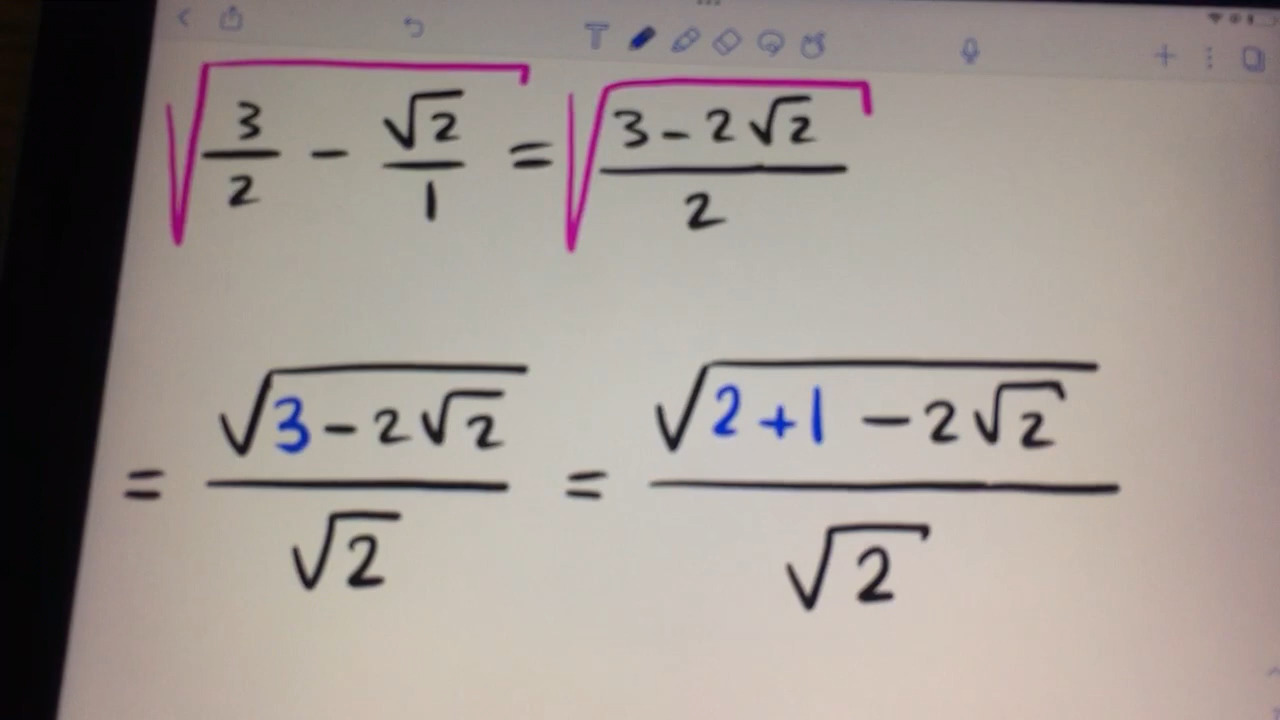 √(3/2 - √2/1) = √((3 - 2√2)/2)
= √(3 - 2√2)/√2 = √(2 + 1 - 2√2)/√2